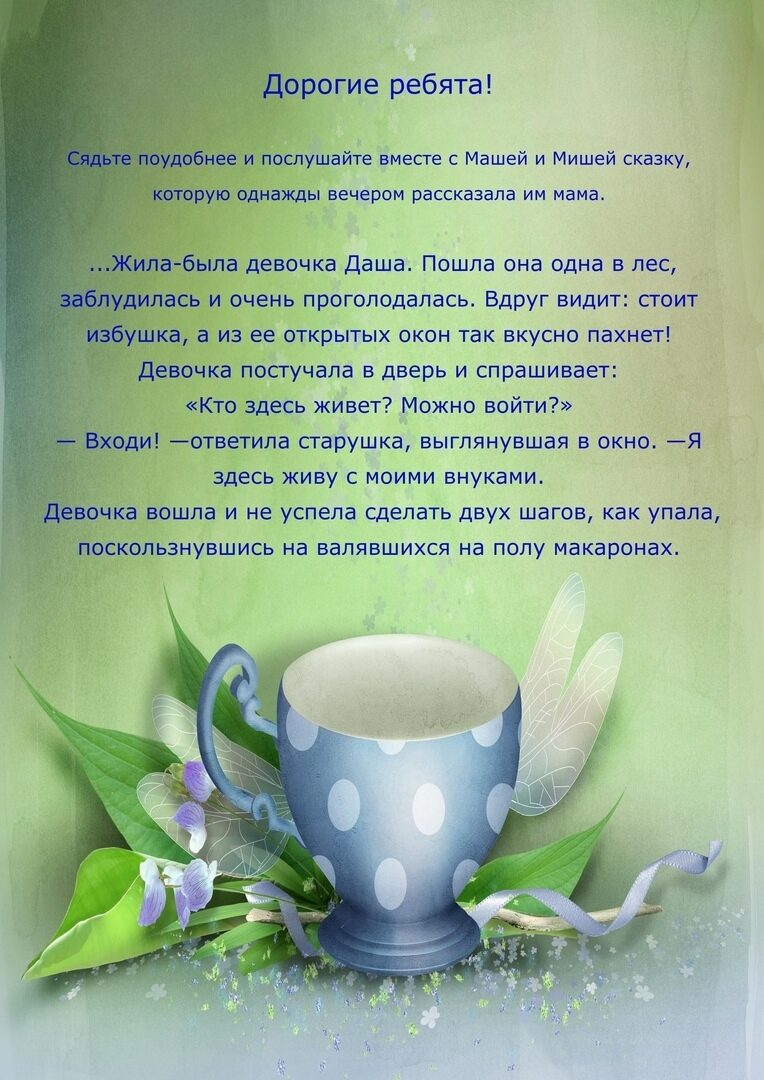 Дорогие ребята!
Сядьте поудобнее и послушайте вместе с Машей и Мишей сказку,
которую однажды вечером рассказала им мама.
...Жила-была девочка Даша. Пошла она одна в лес,
заблудилась и очень проголодалась. Вдруг видит: стоит
избушка, а из ее открытых окон так вкусно пахнет!
Девочка постучала в дверь и спрашивает:
«Кто здесь живет? Можно войти?»
— Входи! —ответила старушка, выглянувшая в окно. —Я
здесь живу с моими внуками.
Девочка вошла и не успела сделать двух шагов, как упала,
поскользнувшись на валявшихся на полу макаронах.